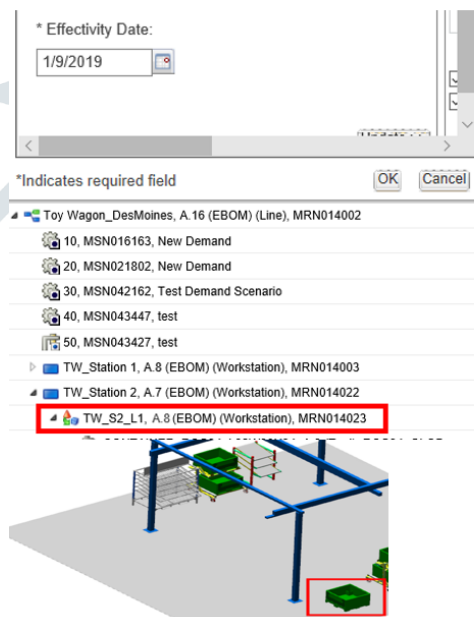 * Effectivity Date:
1/9/2019
*Indicates required field
OK Cancel
Toy Wagon_DesMoines, A.16 (EBOM) (Line), MRN014002
10, MSN016163, New Demand
20, MSN021802, New Demand
30, MSN042162, Test Demand Scenario
40, MSN043447, test
50, MSN043427, test
TW_Station 1, A.8 (EBOM) (Workstation), MRN014003
TW_Station 2, A.7 (EBOM) (Workstation), MRN014022
TW_S2_L1, A.8 (EBOM) (Workstation), MRN014023